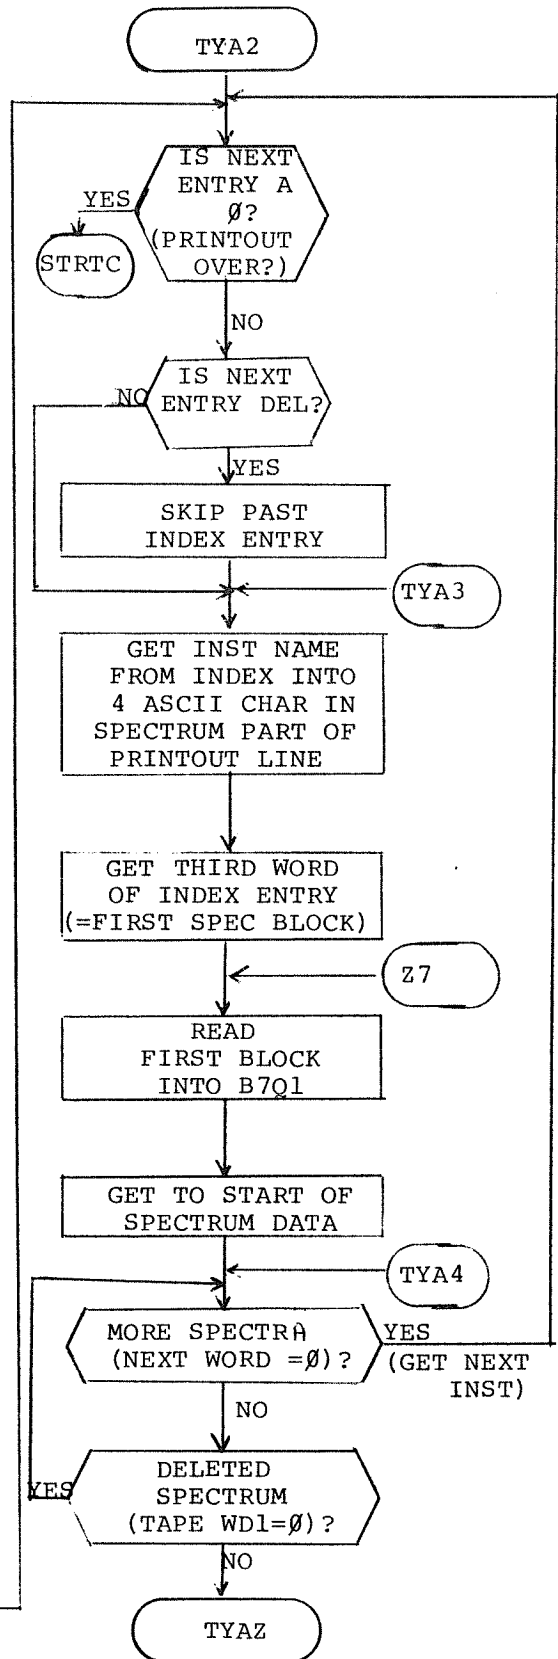 TYA2
IS NEXT
ENTRY A
Ø?
(PRINTOUT
OVER?)
YES
STRTC
NO
IS NEXT
ENTRY DEL?
NO
YES
SKIP PAST
INDEX ENTRY
TYA3
GET INST NAME
FROM INDEX INTO
4 ASCII CHAR IN
SPECTRUM PART OF
PRINTOUT LINE
GET THIRD WORD
OF INDEX ENTRY
(=FIRST SPEC BLOCK)
Z7
READ
FIRST BLOCK
INTO B7Q1
GET TO START OF
SPECTRUM DATA
TYA4
MORE SPECTRA
(NEXT WORD =Ø)?
YES
(GET NEXT
INST)
NO
DELETED
SPECTRUM
(TAPE WD1=Ø)?
YES
NO
TYAZ